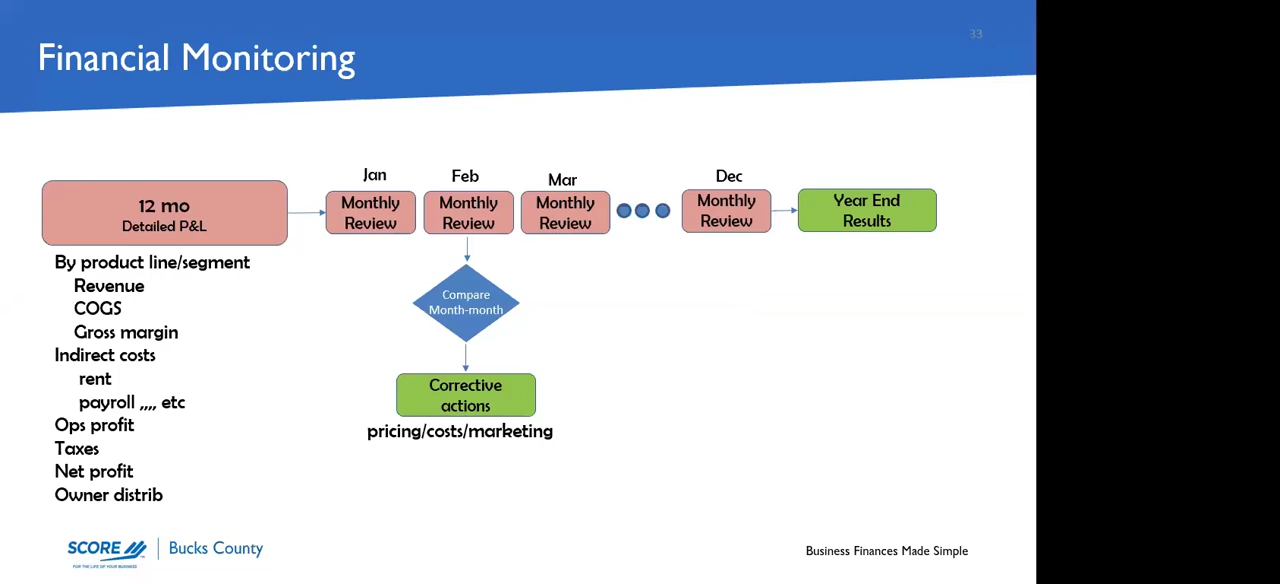 33
Financial Monitoring
Jan
Feb
Mar
Dec
12 mo
Detailed P&L
Monthly
Review
Monthly
Review
Monthly
Review
Monthly
Review
Year End
Results
By product line/segment
Revenue
COGS
Gross margin
Indirect costs
rent
payroll ,,,, etc
Ops profit
Taxes
Net profit
Owner distrib
Compare
Month-month
Corrective
actions
pricing/costs/marketing
SCORE
FOR THE LIFE OF YOUR BUSINESS
Bucks County
Business Finances Made Simple